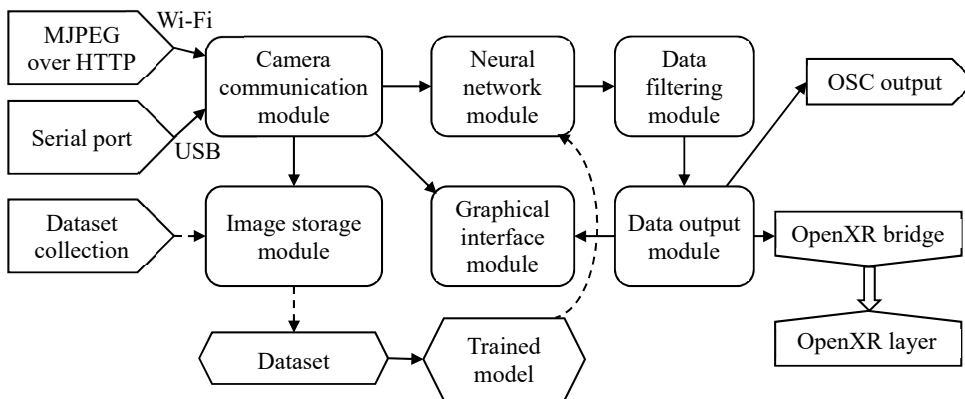 Wi-Fi
MJPEG
over HTTP
Camera
communication
module
Neural
network
module
Data
filtering
module
OSC output
Serial port
USB
Dataset
collection
Image storage
module
Graphical
interface
module
Data output
module
OpenXR bridge
OpenXR layer
Dataset
Trained
model